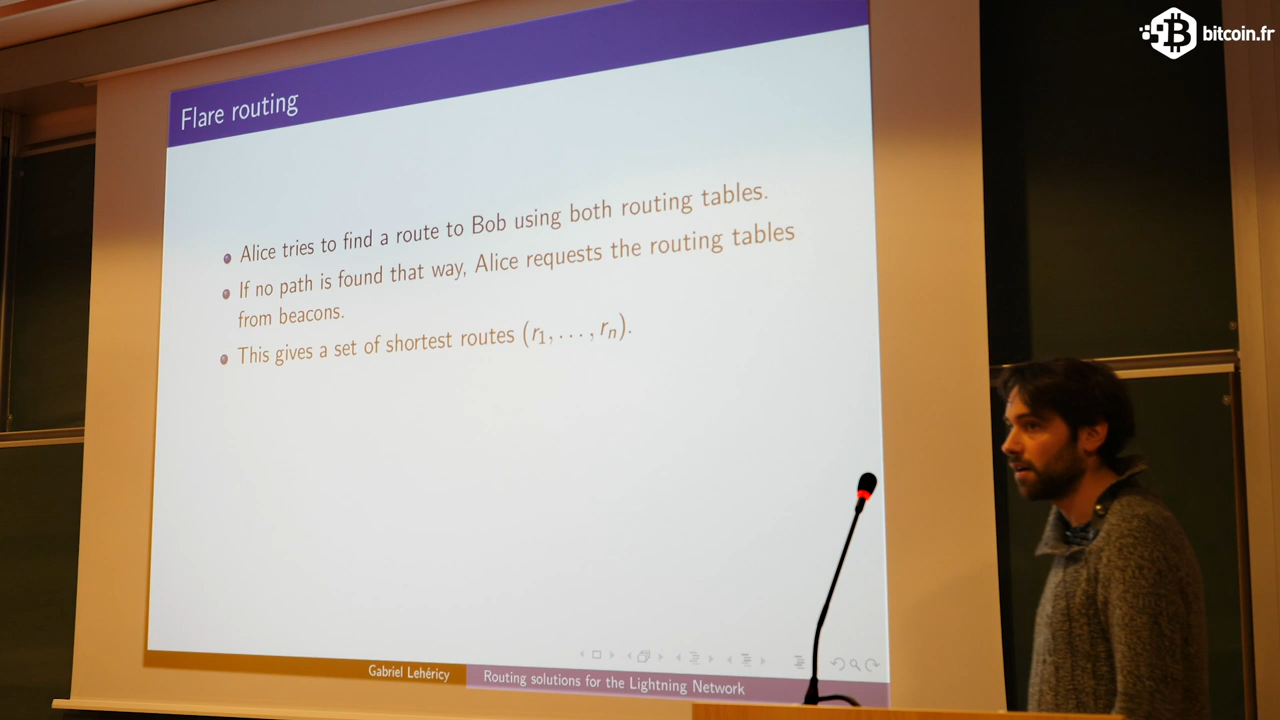 bitcoin.fr
Flare routing
Alice tries to find a route to Bob using both routing tables.
If no path is found that way, Alice requests the routing tables
from beacons.
This gives a set of shortest routes (r₁, . . . , rₙ).
Gabriel Lehéricy
Routing solutions for the Lightning Network